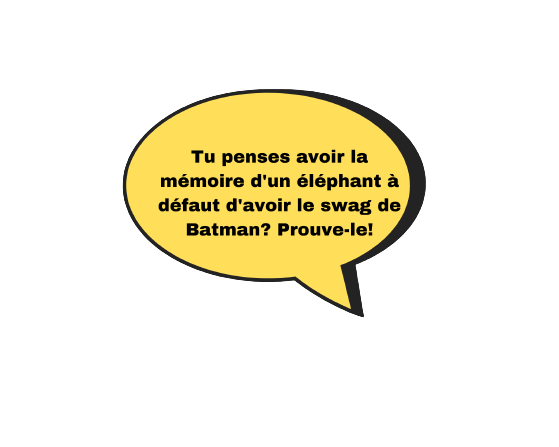 Tu penses avoir la
mémoire d'un éléphant à
défaut d'avoir le swag de
Batman? Prouve-le!